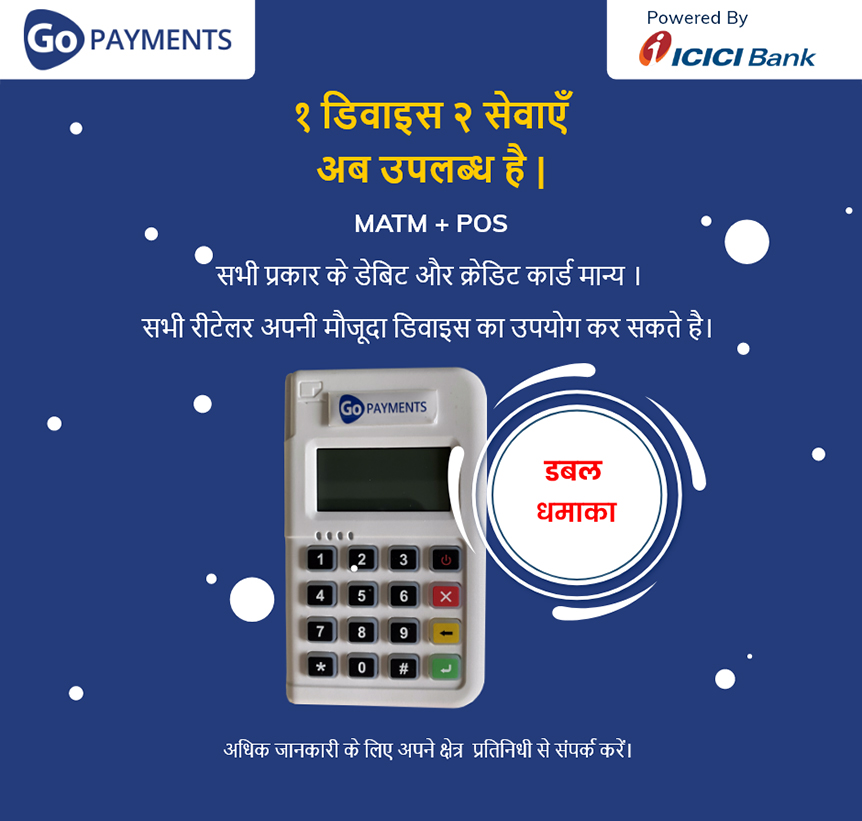 Go PAYMENTS
Powered By
ICICI Bank
१ डिवाइस २ सेवाएँ
अब उपलब्ध है |
MATM + POS
सभी प्रकार के डेबिट और क्रेडिट कार्ड मान्य ।
सभी रीटेलर अपनी मौजूदा डिवाइस का उपयोग कर सकते है।
Go PAYMENTS
डबल
धमाका
1 2 3
4 5 6
7 8 9
* 0 #
अधिक जानकारी के लिए अपने क्षेत्र प्रतिनिधी से संपर्क करें।